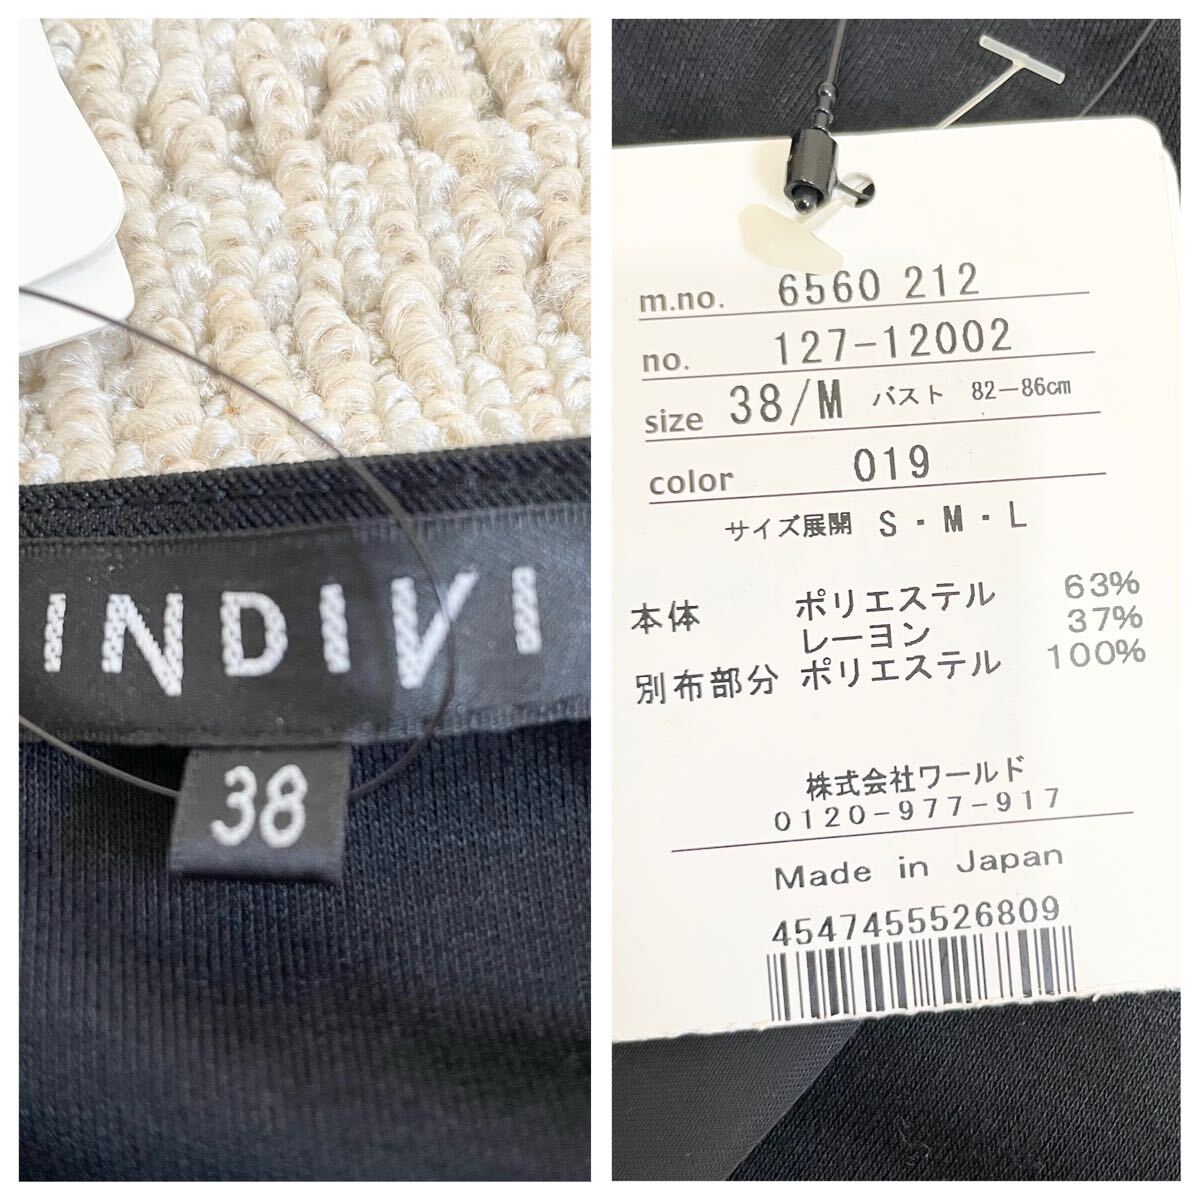 INDIVI
38
m.no. 6560 212
no. 127-12002
size 38/M バスト 82-86cm
color 019
サイズ展開 S・M・L
本体 ポリエステル 63%
レーヨン 37%
別布部分 ポリエステル 100%
株式会社ワールド
0120-977-917
Made in Japan
4547455526809